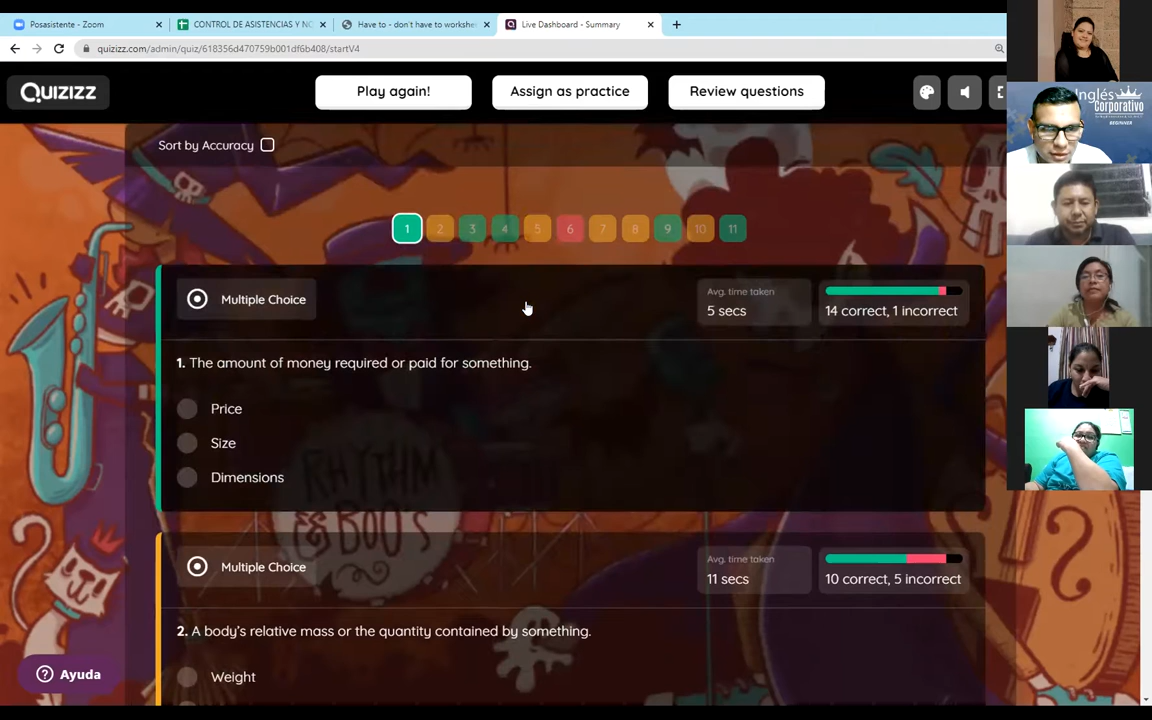 Posasistente - Zoom
CONTROL DE ASISTENCIAS Y NO
Have to - don't have to workshe
Live Dashboard - Summary
quizizz.com/admin/quiz/618356d470759b001df6b408/startV4
Quizizz
Play again!
Assign as practice
Review questions
Inglés
Corporativo
BEGINNER
Sort by Accuracy
1 2 3 4 5 6 7 8 9 10 11
Multiple Choice
Avg. time taken
5 secs
14 correct, 1 incorrect
1. The amount of money required or paid for something.
Price
Size
Dimensions
RHYTHM
& BOO'S
Multiple Choice
Avg. time taken
11 secs
10 correct, 5 incorrect
2. A body's relative mass or the quantity contained by something.
Weight
Ayuda